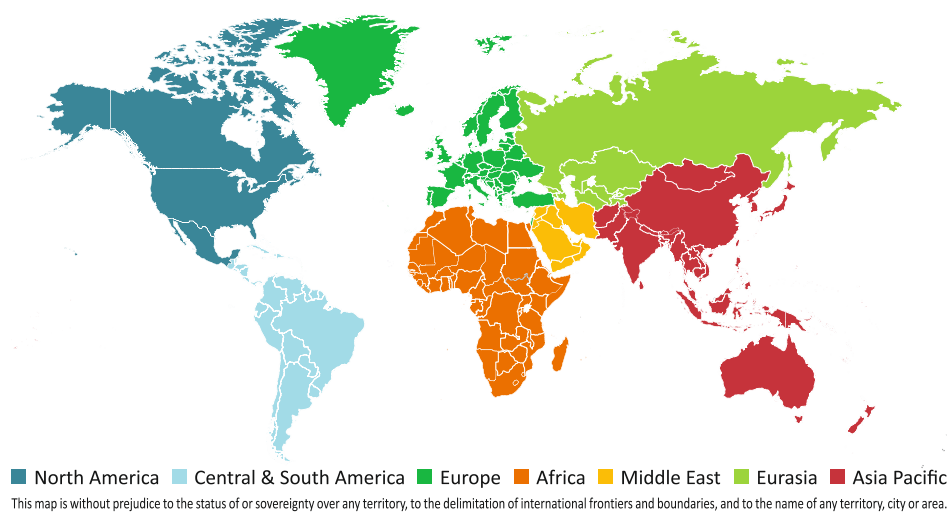 North America Central & South America Europe Africa Middle East Eurasia Asia Pacific
This map is without prejudice to the status of or sovereignty over any territory, to the delimitation of international frontiers and boundaries, and to the name of any territory, city or area.